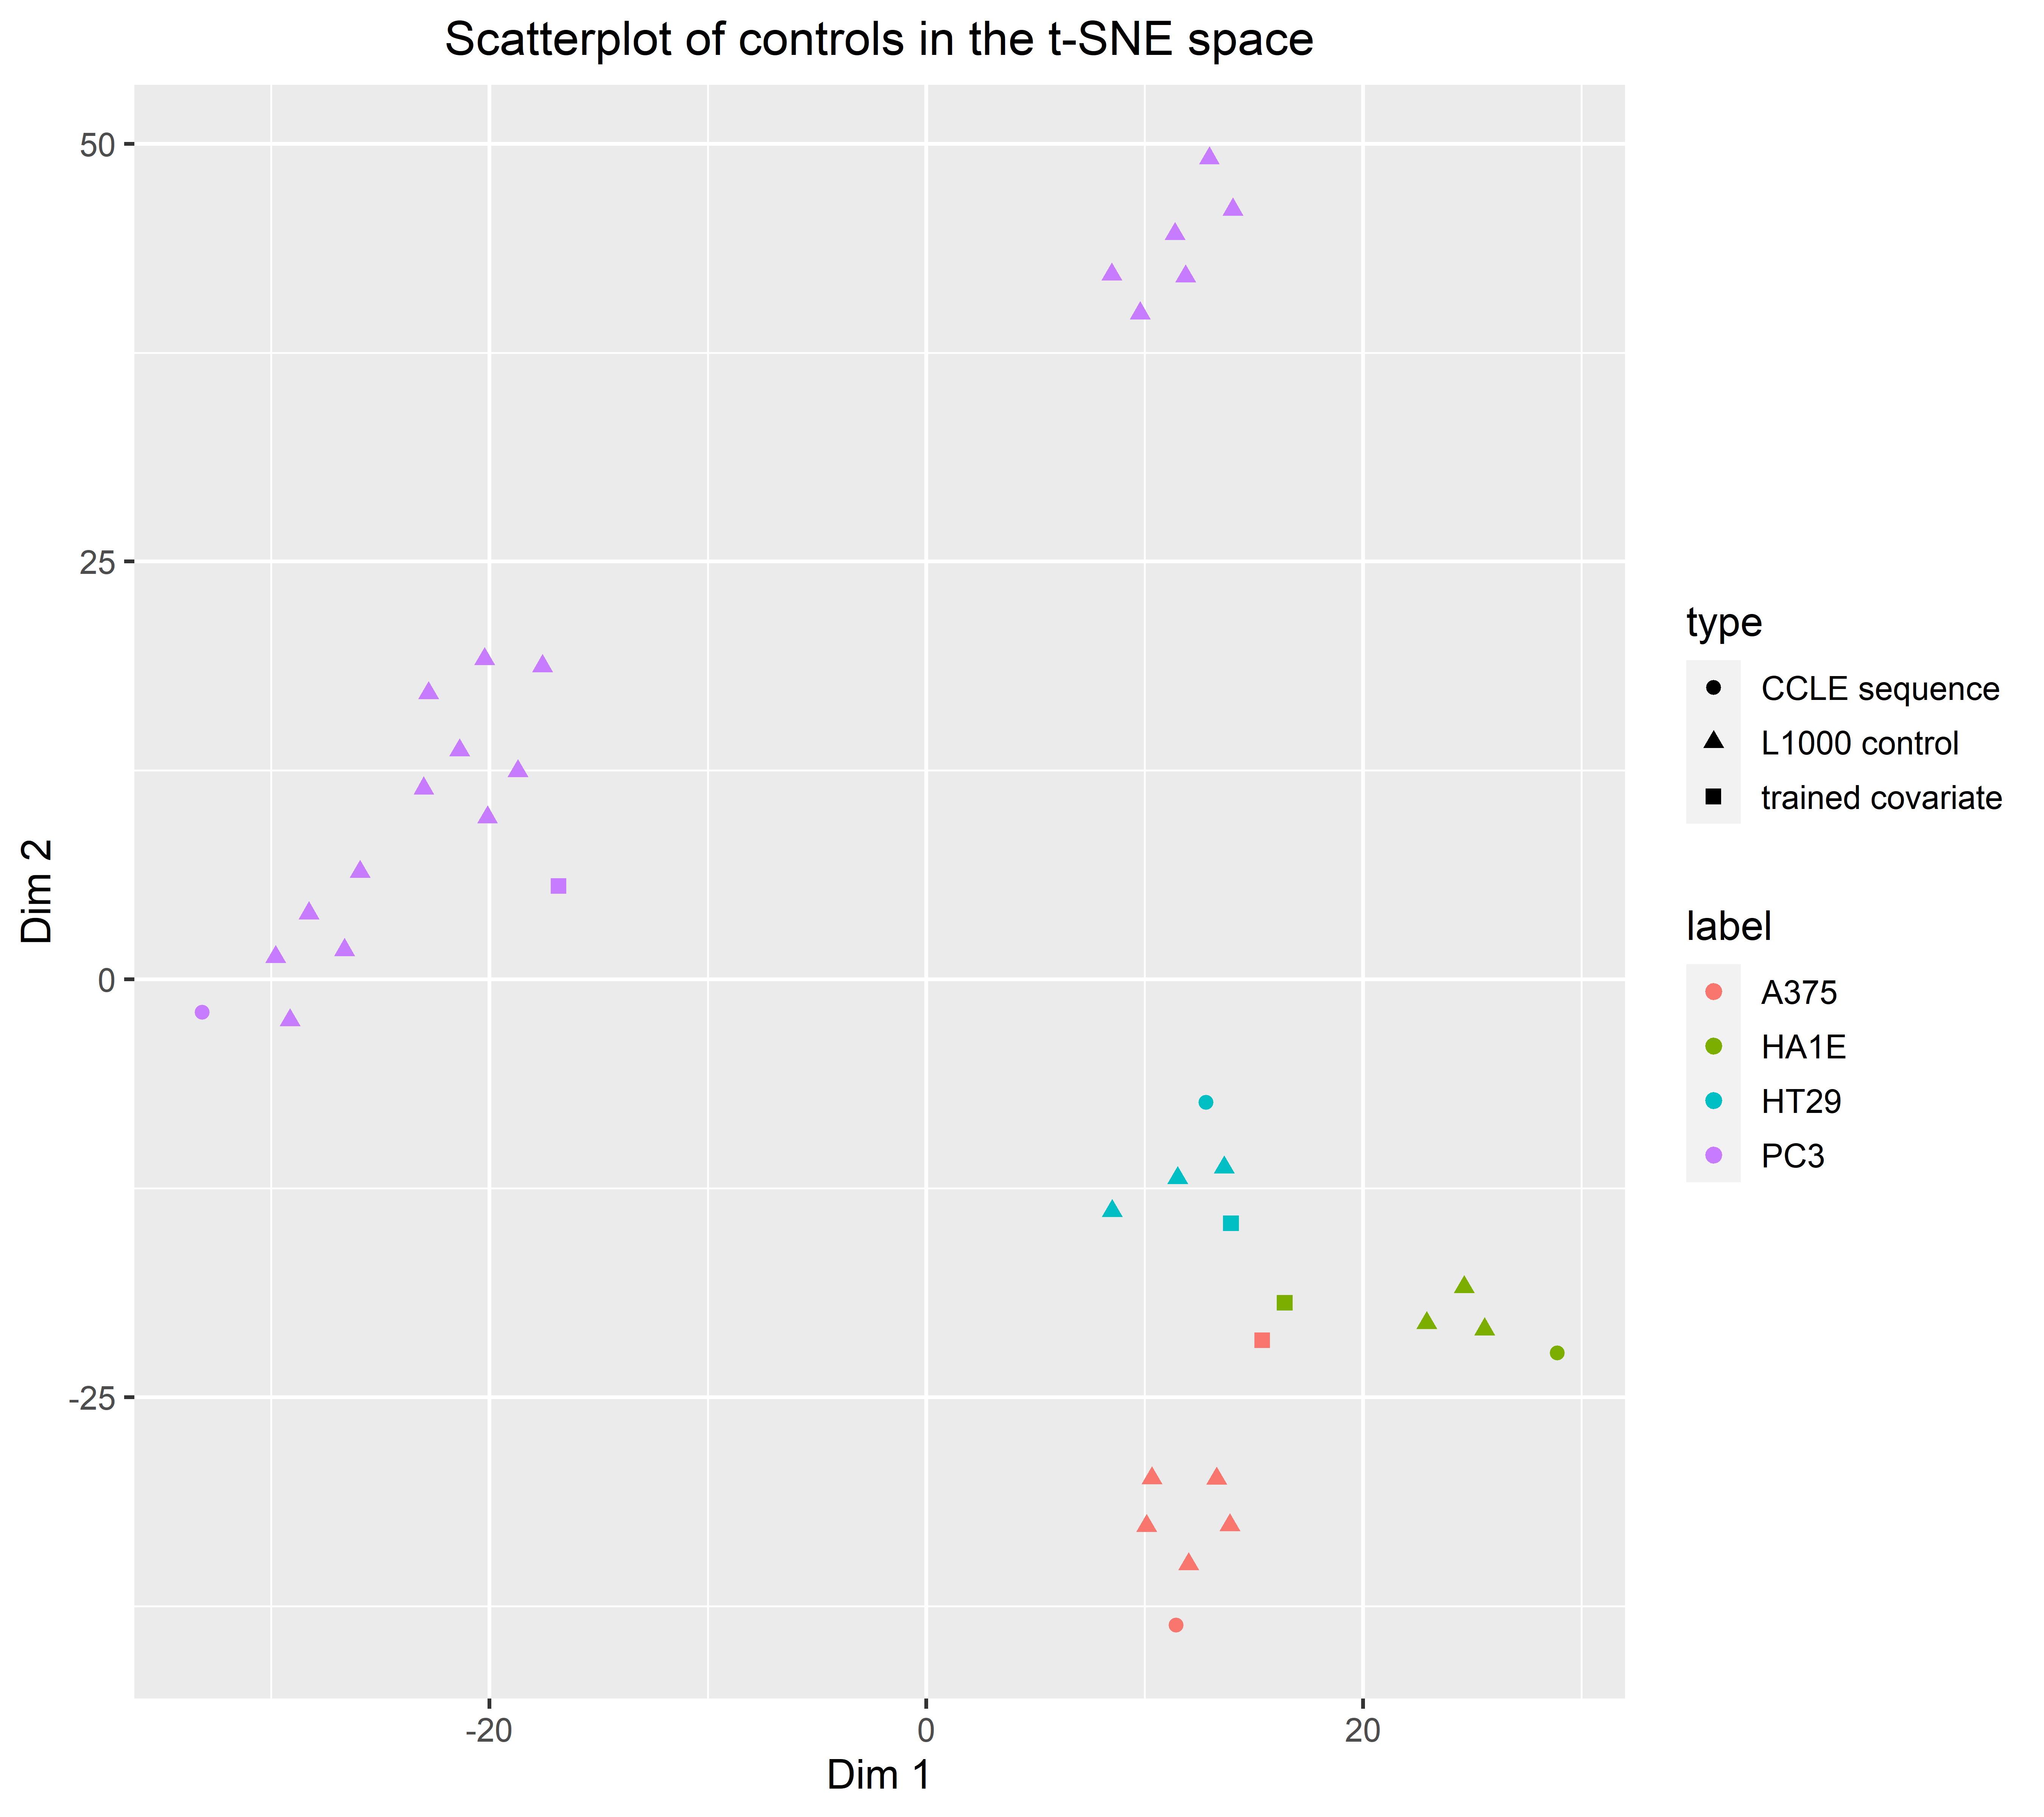 Scatterplot of controls in the t-SNE space
50
25
0
-25
Dim 2
-20
0
20
Dim 1
type
CCLE sequence
L1000 control
trained covariate
label
A375
HA1E
HT29
PC3